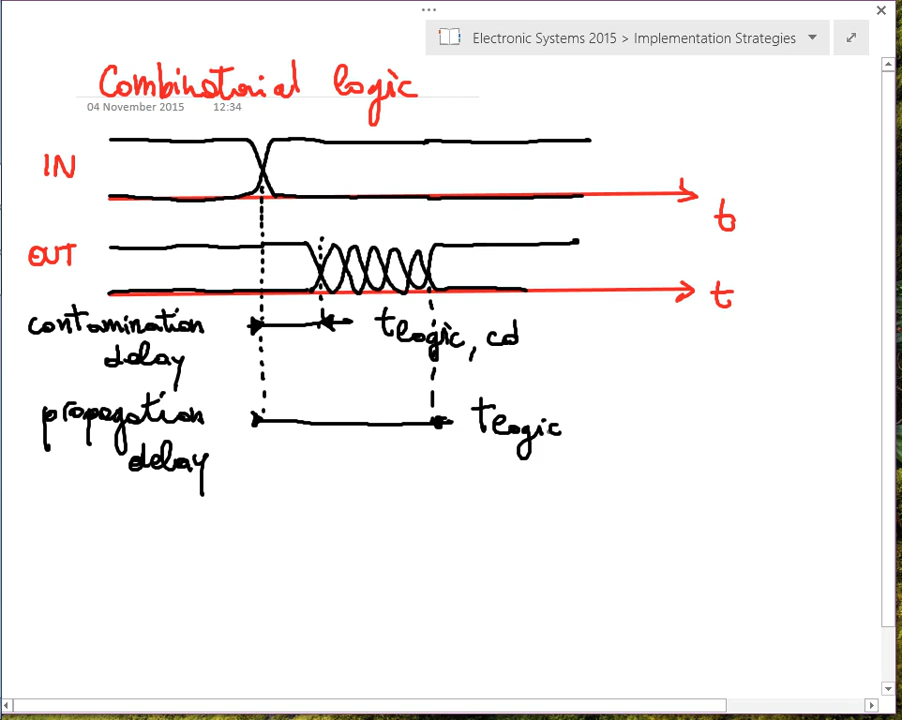 Electronic Systems 2015 > Implementation Strategies
Combinatorial logic
04 November 2015 12:34
IN
t
OUT
t
contamination
delay
tlogic, cd
propagation
delay
tlogic